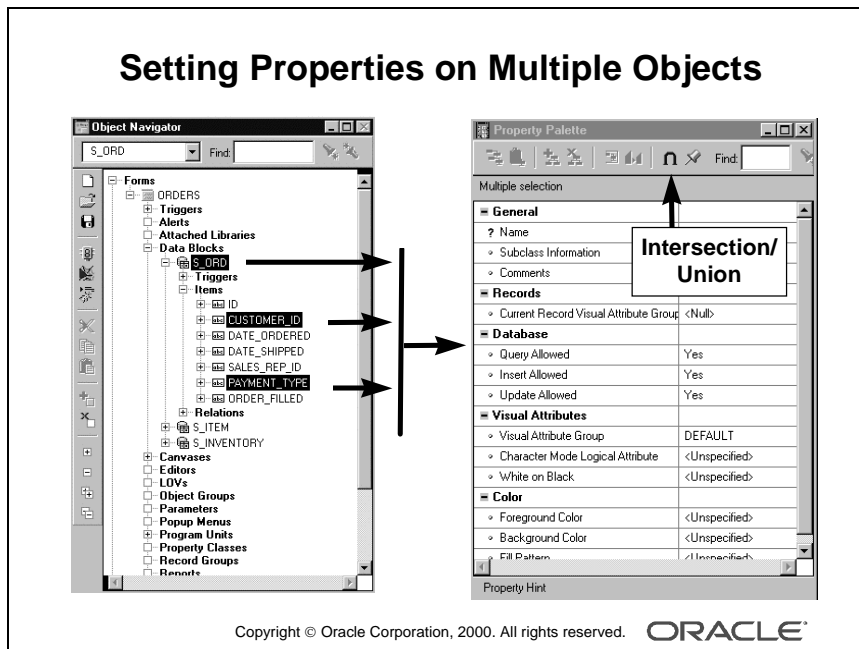 Setting Properties on Multiple Objects
Object Navigator
S_ORD
Find:
Forms
ORDERS
Triggers
Alerts
Attached Libraries
Data Blocks
S_ORD
Triggers
Items
ID
CUSTOMER_ID
DATE_ORDERED
DATE_SHIPPED
SALES_REP_ID
PAYMENT_TYPE
ORDER_FILLED
Relations
S_ITEM
S_INVENTORY
Canvases
Editors
LOVs
Object Groups
Parameters
Popup Menus
Program Units
Property Classes
Record Groups
Reports
Property Palette
Find:
Multiple selection
General
? Name
Subclass Information
Comments
Intersection/
Union
Records
Current Record Visual Attribute Group <Null>
Database
Query Allowed Yes
Insert Allowed Yes
Update Allowed Yes
Visual Attributes
Visual Attribute Group DEFAULT
Character Mode Logical Attribute <Unspecified>
White on Black <Unspecified>
Color
Foreground Color <Unspecified>
Background Color <Unspecified>
Fill Pattern <Unspecified>
Property Hint
Copyright © Oracle Corporation, 2000. All rights reserved. ORACLE®